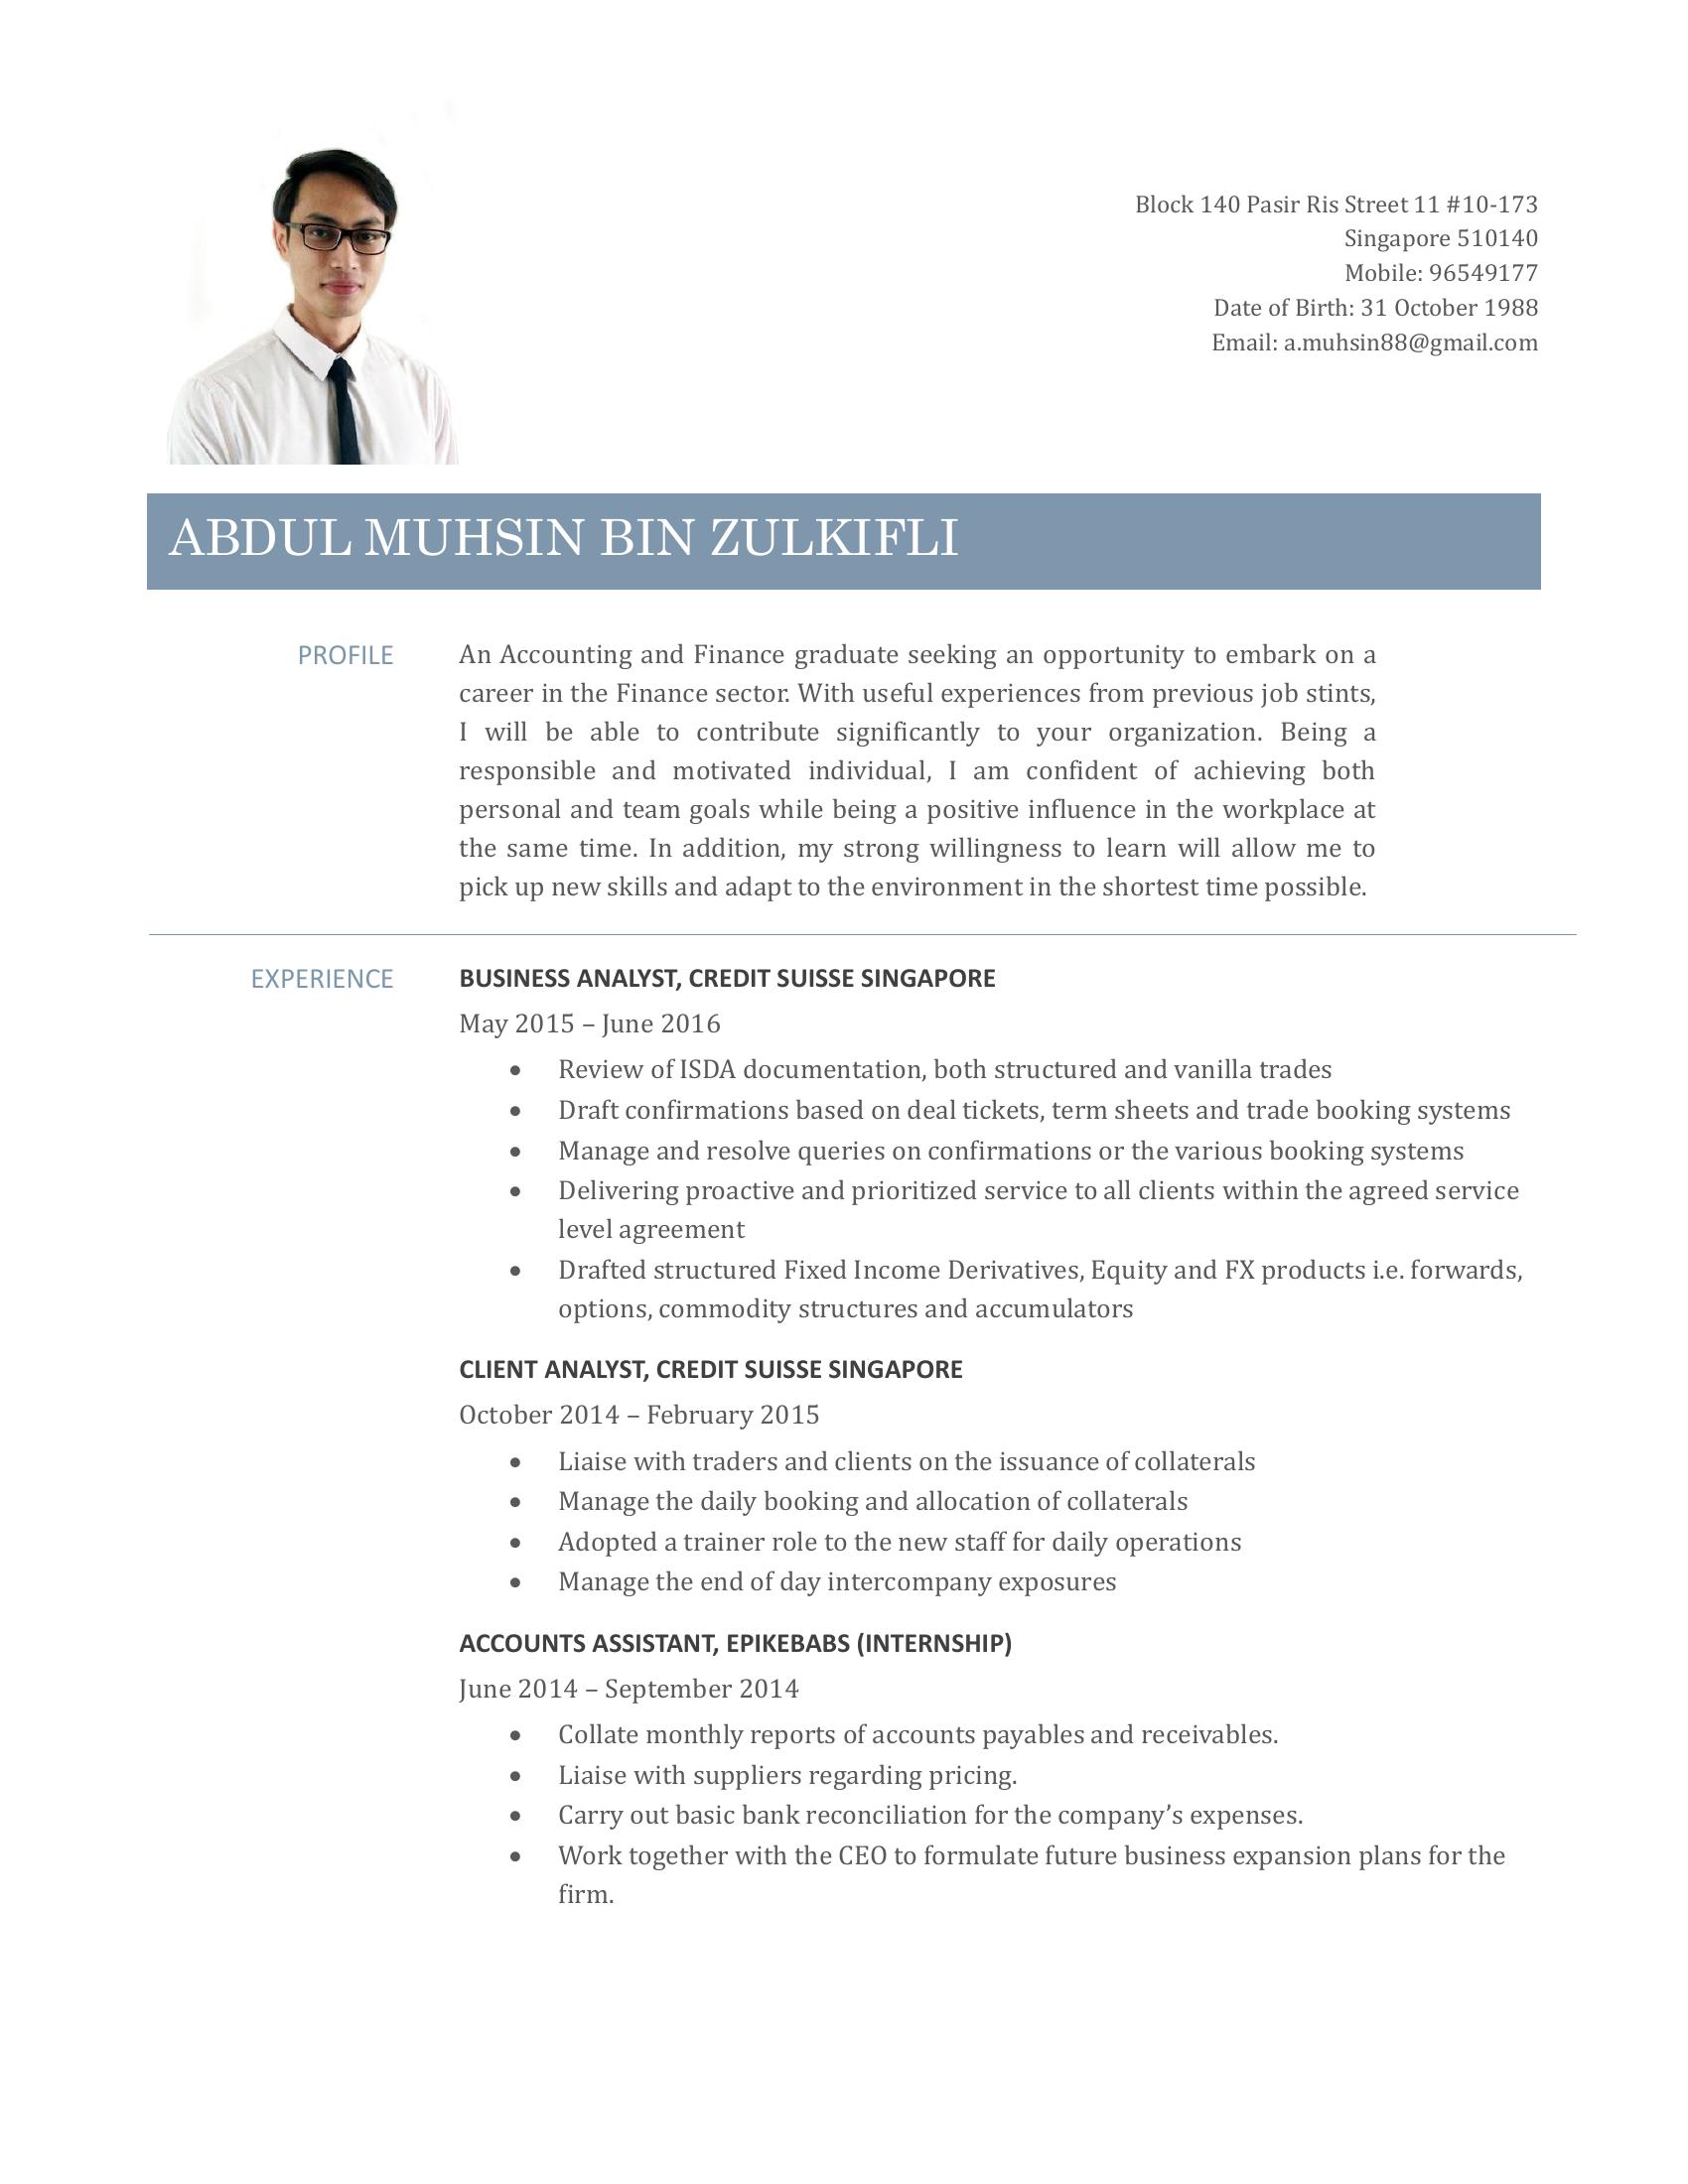 Block 140 Pasir Ris Street 11 #10-173
Singapore 510140
Mobile: 96549177
Date of Birth: 31 October 1988
Email: a.muhsin88@gmail.com
ABDUL MUHSIN BIN ZULKIFLI
PROFILE
An Accounting and Finance graduate seeking an opportunity to embark on a
career in the Finance sector. With useful experiences from previous job stints,
I will be able to contribute significantly to your organization. Being a
responsible and motivated individual, I am confident of achieving both
personal and team goals while being a positive influence in the workplace at
the same time. In addition, my strong willingness to learn will allow me to
pick up new skills and adapt to the environment in the shortest time possible.
EXPERIENCE
BUSINESS ANALYST, CREDIT SUISSE SINGAPORE
May 2015 – June 2016
• Review of ISDA documentation, both structured and vanilla trades
• Draft confirmations based on deal tickets, term sheets and trade booking systems
• Manage and resolve queries on confirmations or the various booking systems
• Delivering proactive and prioritized service to all clients within the agreed service
level agreement
• Drafted structured Fixed Income Derivatives, Equity and FX products i.e. forwards,
options, commodity structures and accumulators
CLIENT ANALYST, CREDIT SUISSE SINGAPORE
October 2014 – February 2015
• Liaise with traders and clients on the issuance of collaterals
• Manage the daily booking and allocation of collaterals
• Adopted a trainer role to the new staff for daily operations
• Manage the end of day intercompany exposures
ACCOUNTS ASSISTANT, EPIKEBABS (INTERNSHIP)
June 2014 – September 2014
• Collate monthly reports of accounts payables and receivables.
• Liaise with suppliers regarding pricing.
• Carry out basic bank reconciliation for the company’s expenses.
• Work together with the CEO to formulate future business expansion plans for the
firm.